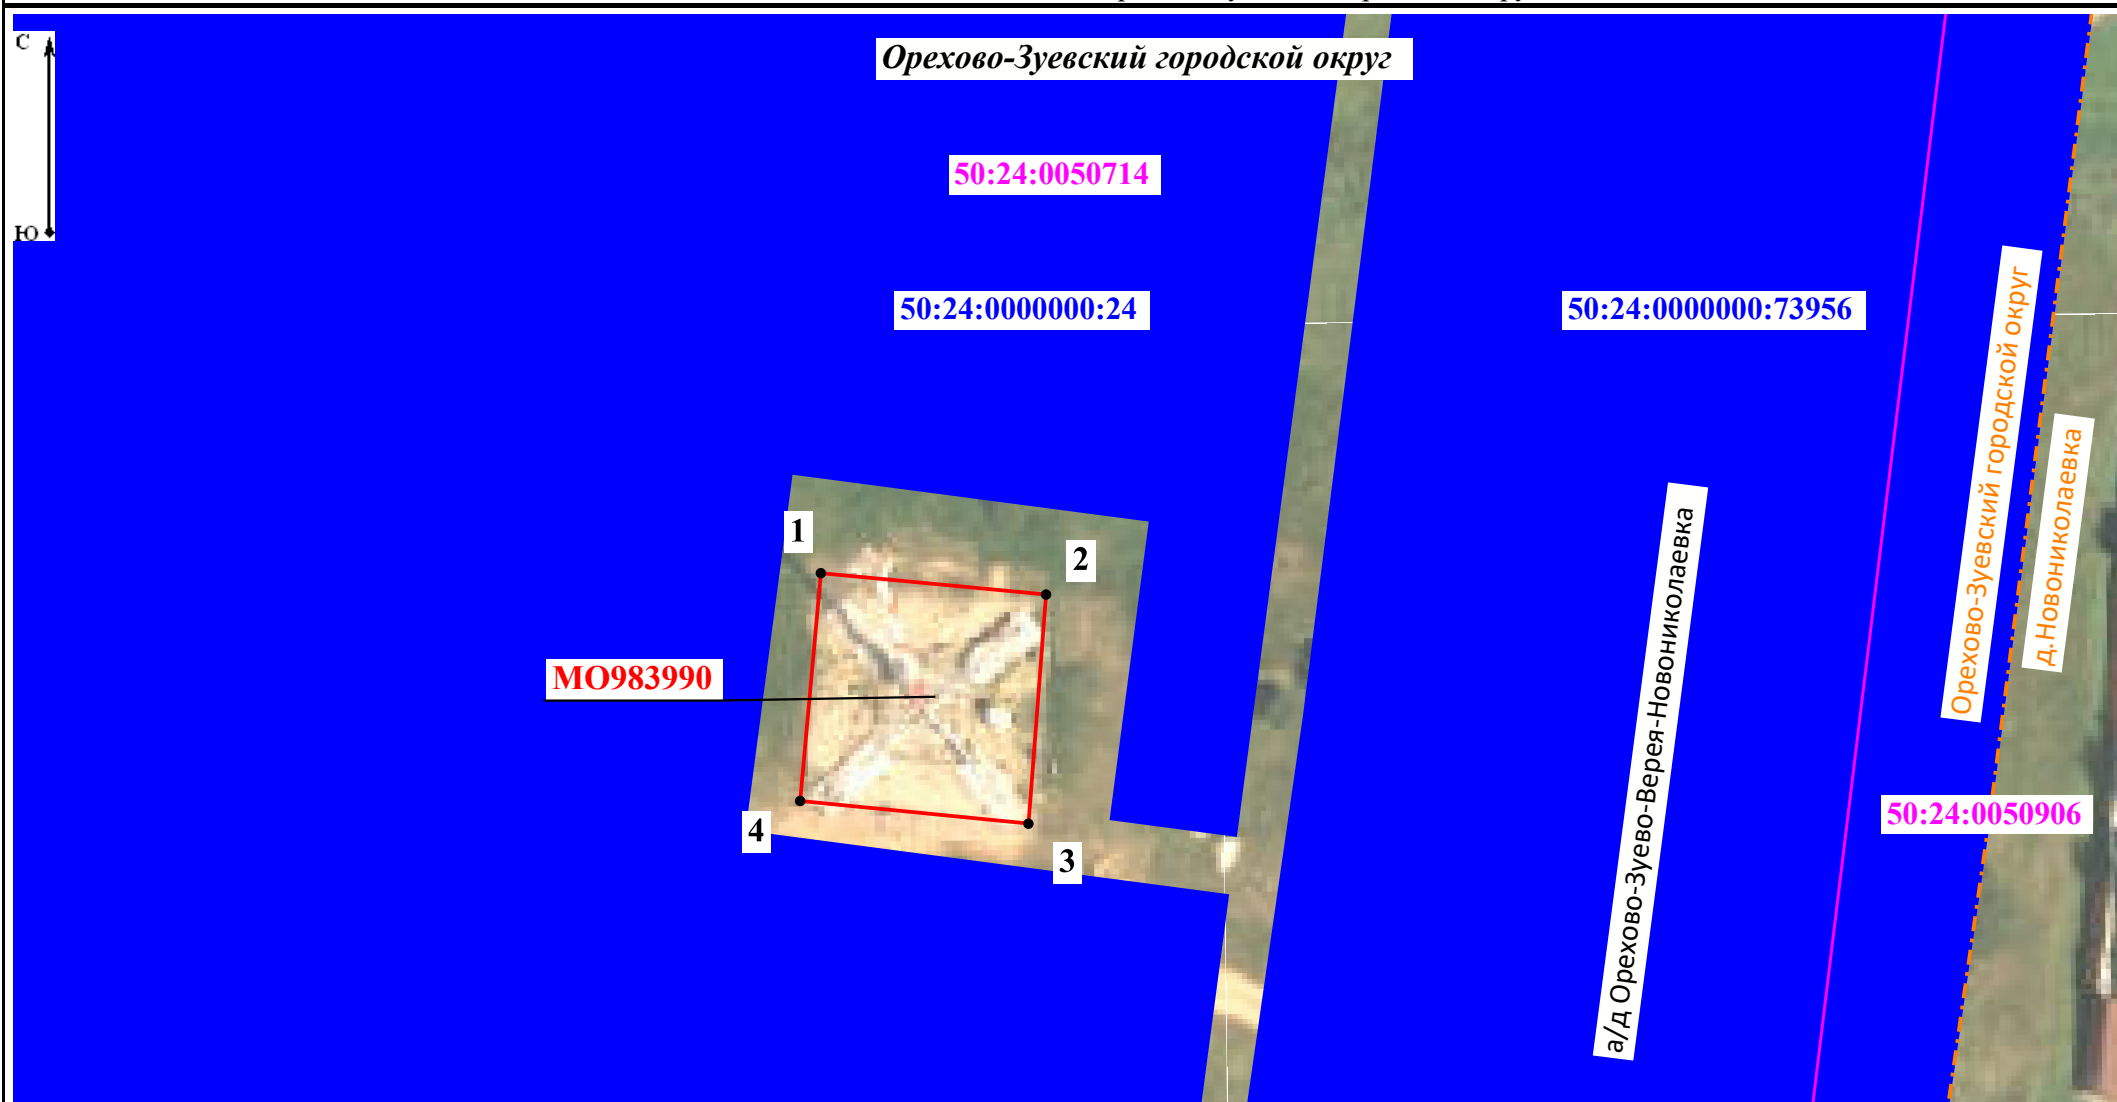 С
Ю
Орехово-Зуевский городской округ
50:24:0050714
50:24:0000000:24
50:24:0000000:73956
Орехово-Зуевский городской округ
д.Новониколаевка
а/д Орехово-Зуево-Верея-Новониколаевка
1
2
МО983990
4
3
50:24:0050906